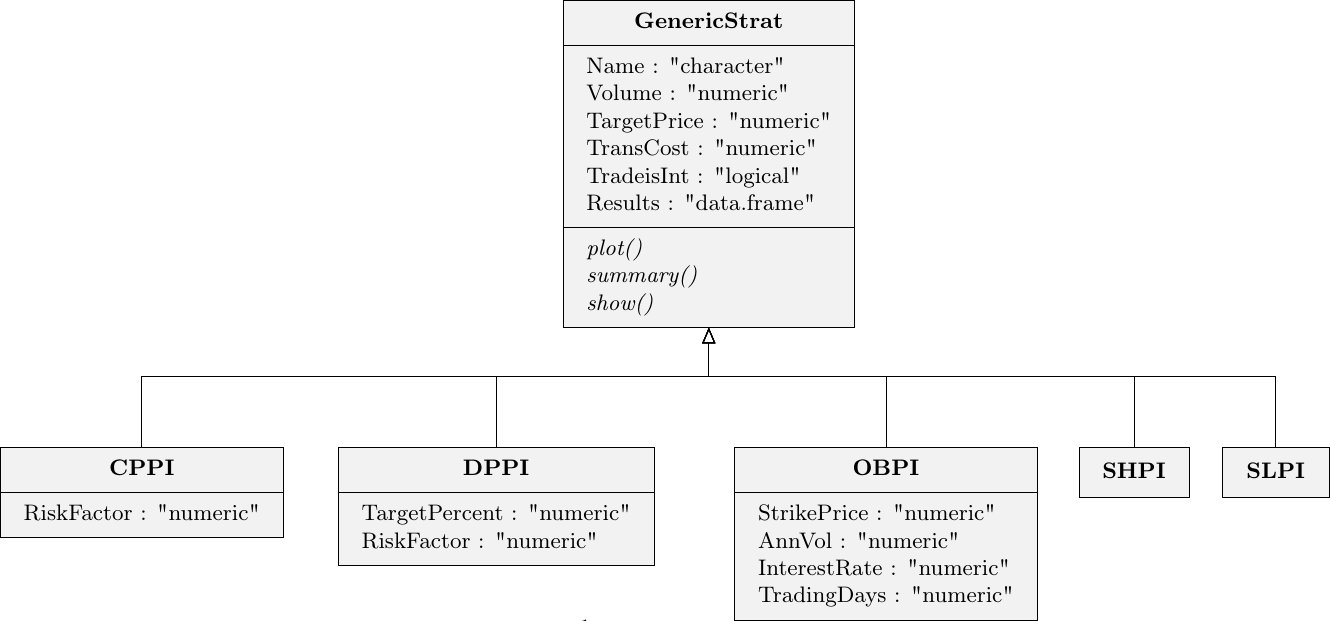 GenericStrat
Name : "character"
Volume : "numeric"
TargetPrice : "numeric"
TransCost : "numeric"
TradeisInt : "logical"
Results : "data.frame"
plot()
summary()
show()
CPPI
RiskFactor : "numeric"
DPPI
TargetPercent : "numeric"
RiskFactor : "numeric"
OBPI
StrikePrice : "numeric"
AnnVol : "numeric"
InterestRate : "numeric"
TradingDays : "numeric"
SHPI
SLPI